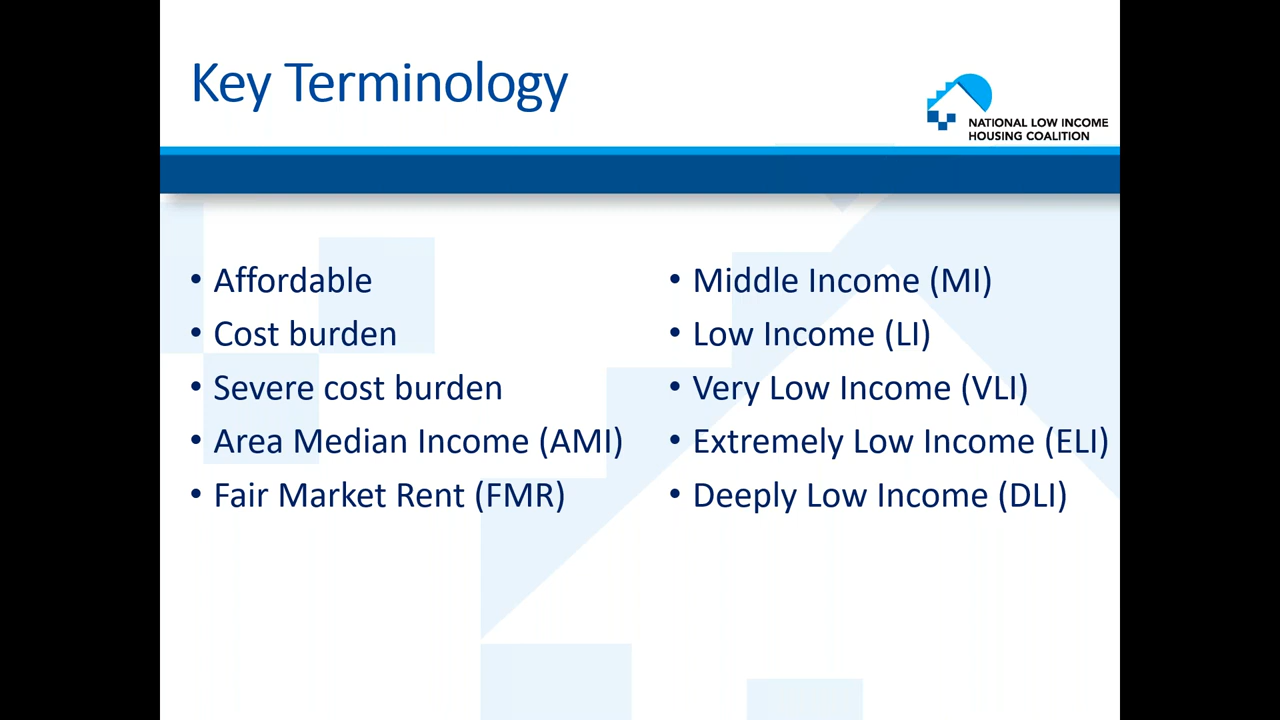 Key Terminology
NATIONAL LOW INCOME
HOUSING COALITION
• Affordable
• Cost burden
• Severe cost burden
• Area Median Income (AMI)
• Fair Market Rent (FMR)
• Middle Income (MI)
• Low Income (LI)
• Very Low Income (VLI)
• Extremely Low Income (ELI)
• Deeply Low Income (DLI)